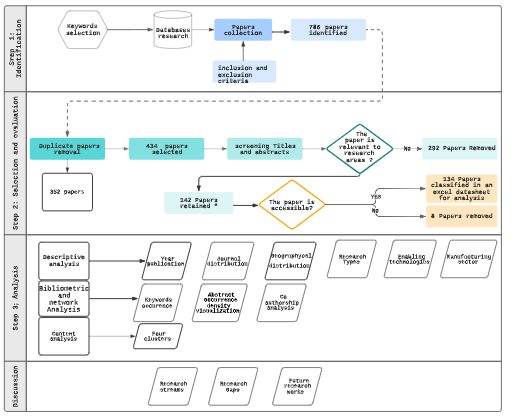 Step 1:
Identification
Keywords
selection
Databases
research
Papers
collection
786 papers
identified
inclusion and
exclusion
criteria
Step 2: Selection and evaluation
Duplicate papers
removal
434 papers
selected
screening Titles
and abstracts
The
paper is
relevant to
research
areas ?
No
292 Papers Removed
352 papers
142 Papers
retained *
The paper is
accessible?
YES
134 Papers
classified in an
excel datasheet
for analysis
No
8 Papers removed
Step 3; Analysis
Descriptive
analysis
Year
publication
Journal
distribution
Geographycal
distribution
Research
Types
Enabling
technologies
Manufacturing
sector
Bibliometric
and
network
Analysis
Keywords
occurence
Abstract
Occurrence
density
visualization
Co
authorship
analysis
Content
analysis
Four
clusters
Discussion
Research
streams
Research
Gaps
Future
research
works